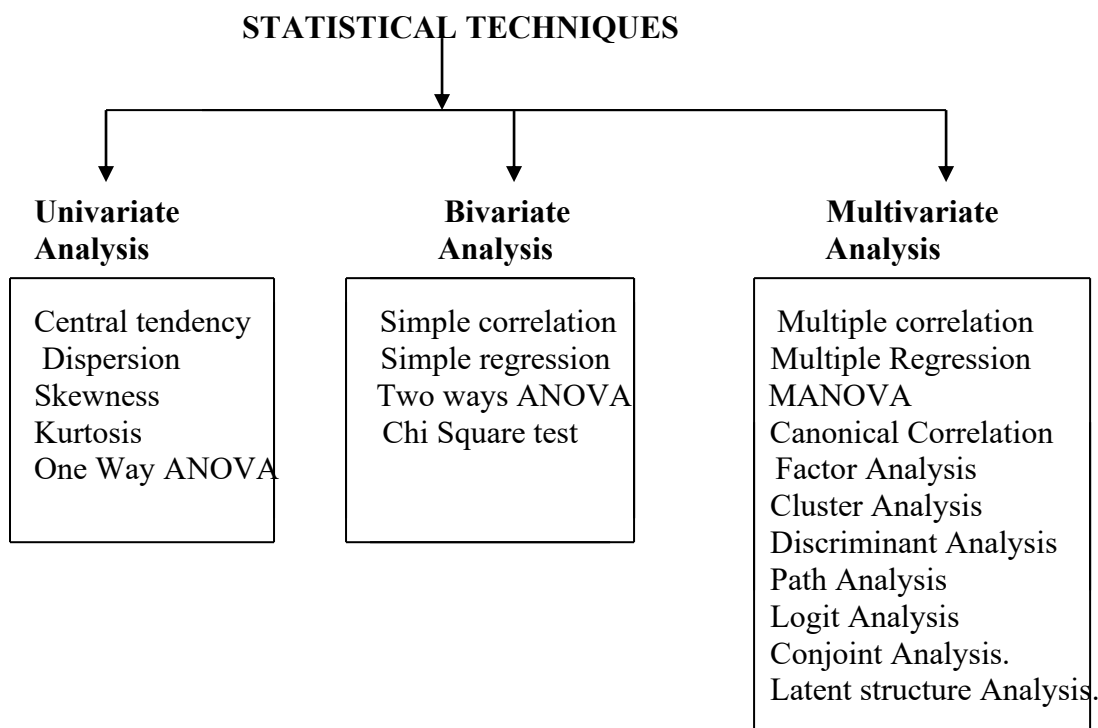 STATISTICAL TECHNIQUES
Univariate
Analysis
Central tendency
Dispersion
Skewness
Kurtosis
One Way ANOVA
Bivariate
Analysis
Simple correlation
Simple regression
Two ways ANOVA
Chi Square test
Multivariate
Analysis
Multiple correlation
Multiple Regression
MANOVA
Canonical Correlation
Factor Analysis
Cluster Analysis
Discriminant Analysis
Path Analysis
Logit Analysis
Conjoint Analysis.
Latent structure Analysis.